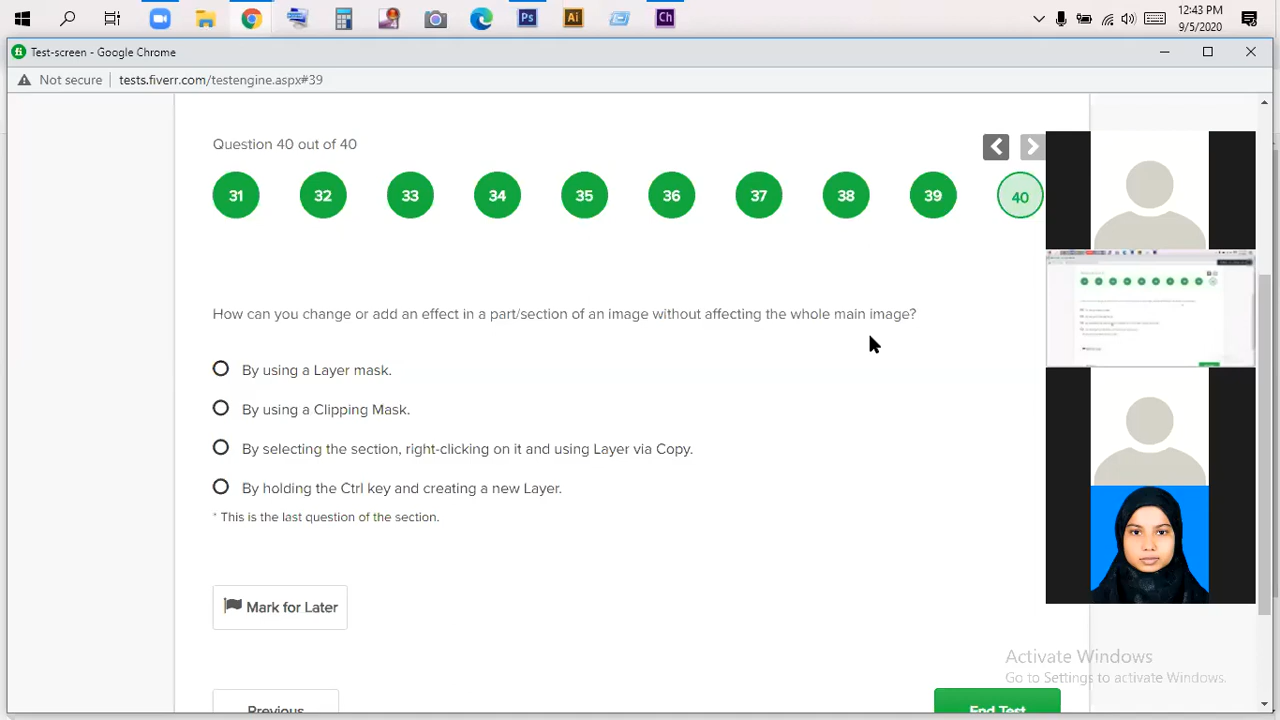 12:43 PM
9/5/2020
Ps
Ai
Ch
fi Test-screen - Google Chrome
Not secure | tests.fiverr.com/testengine.aspx#39
Question 40 out of 40
31 32 33 34 35 36 37 38 39 40
How can you change or add an effect in a part/section of an image without affecting the whole main image?
By using a Layer mask.
By using a Clipping Mask.
By selecting the section, right-clicking on it and using Layer via Copy.
By holding the Ctrl key and creating a new Layer.
* This is the last question of the section.
Mark for Later
Activate Windows
Go to Settings to activate Windows.
Previous
End Test